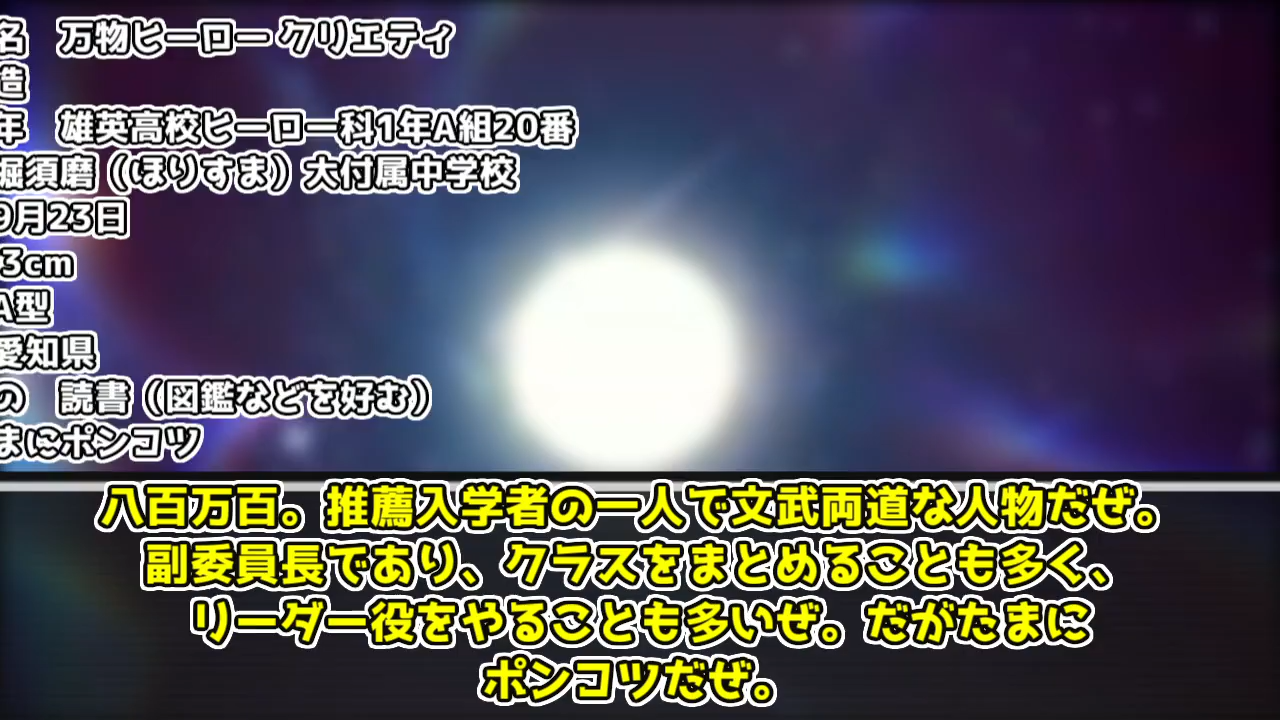 名　万物ヒーロー クリエティ
造
年　雄英高校ヒーロー科1年A組20番
堀須磨（ほりすま）大付属中学校
9月23日
3cm
A型
愛知県
の　読書（図鑑などを好む）
まにポンコツ
八百万百。推薦入学者の一人で文武両道な人物だぜ。
副委員長であり、クラスをまとめることも多く、
リーダー役をやることも多いぜ。だがたまに
ポンコツだぜ。